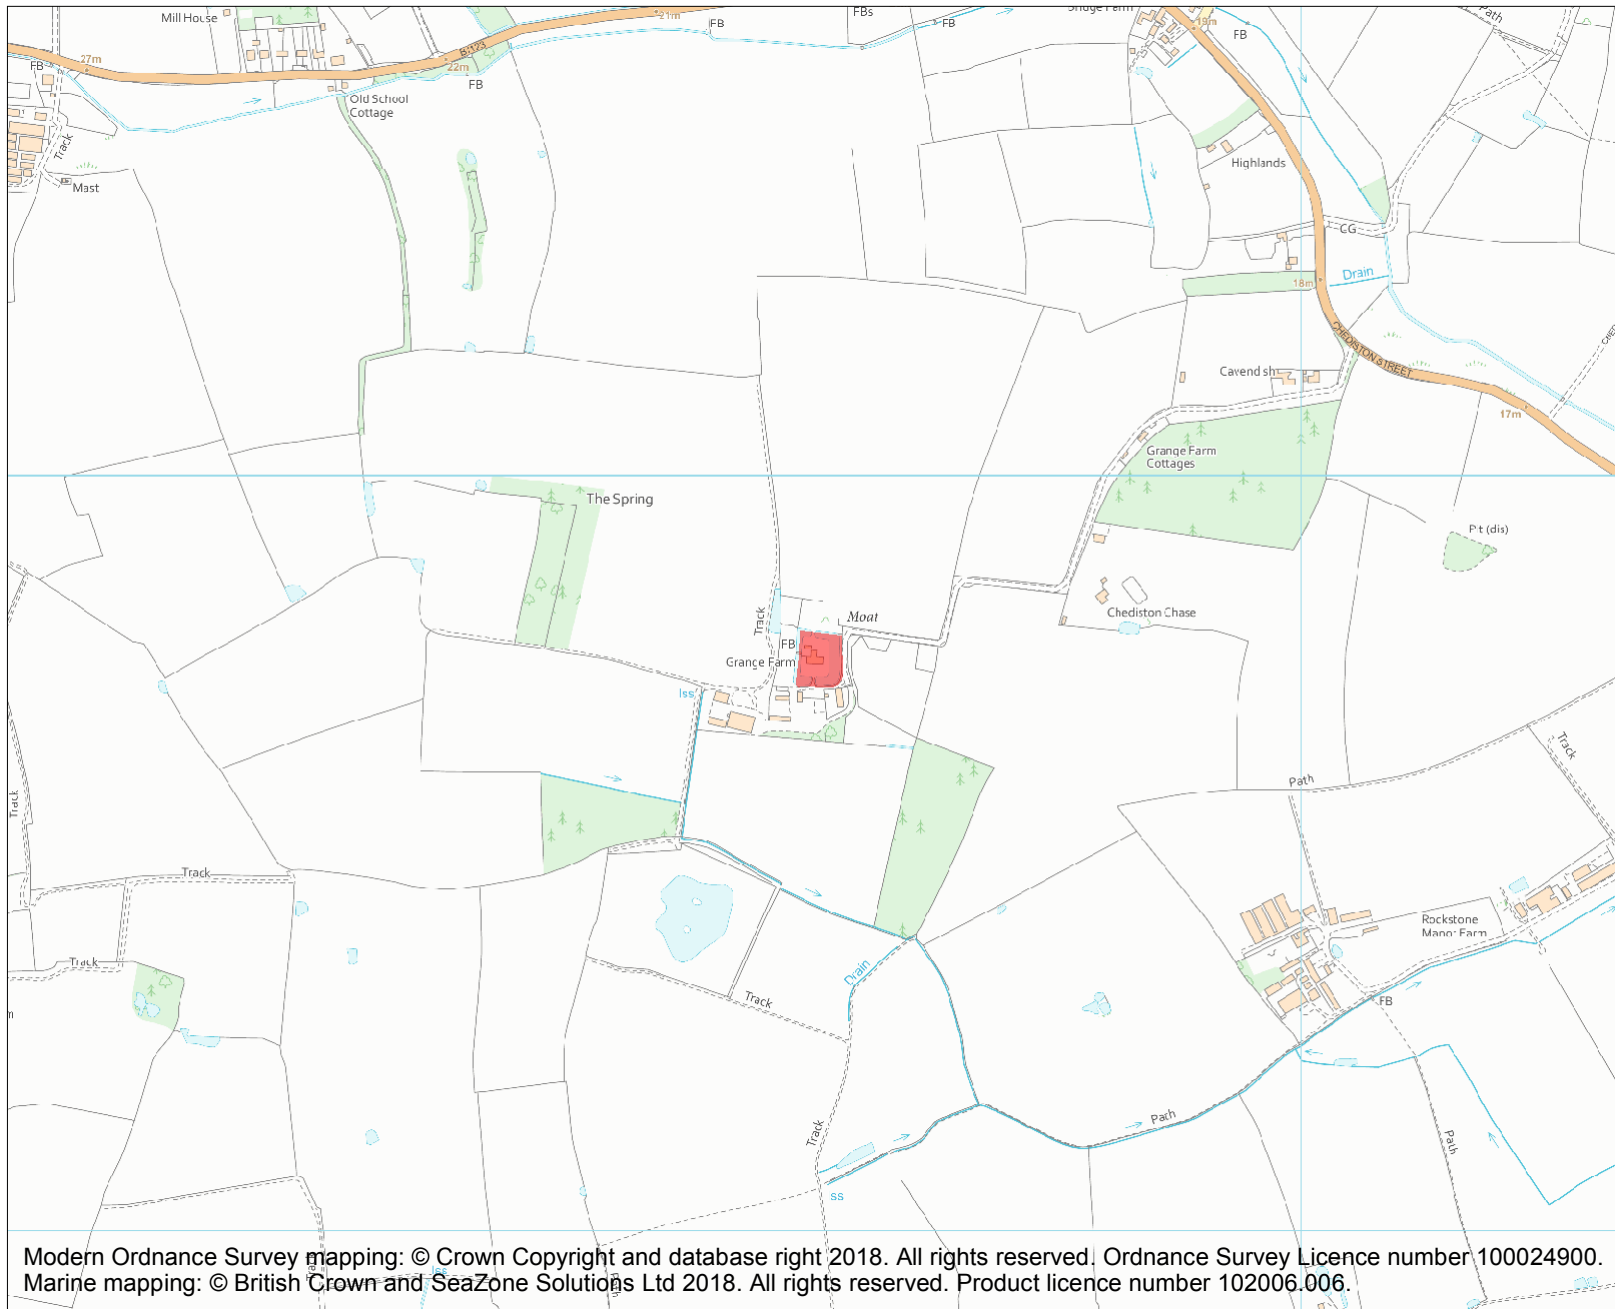 Mill House
21m
FB
FBs
FB
Path
19m
FB
B1123
27m
FB
22m
FB
Old School
Cottage
Track
Mast
Highlands
CG
Drain
18m
CHEDISTON STREET
Cavendish
17m
Grange Farm
Cottages
The Spring
Pit (dis)
Track
Moat
Chediston Chase
FB
Grange Farm
Iss
Track
Path
Track
Track
Rockstone
Manor Farm
Track
Drain
Track
FB
Path
Track
Path
Iss
Modern Ordnance Survey mapping: © Crown Copyright and database right 2018. All rights reserved. Ordnance Survey Licence number 100024900.
Marine mapping: © British Crown and SeaZone Solutions Ltd 2018. All rights reserved. Product licence number 102006.006.